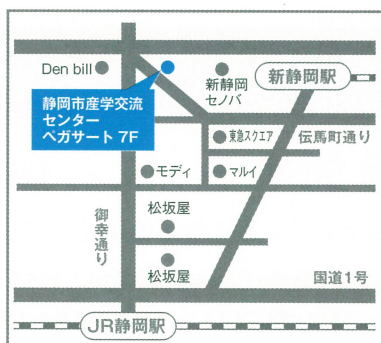 Den bill
新静岡
セノバ
新静岡駅
静岡市産学交流
センター
ペガサート 7F
東急スクエア
伝馬町通り
モディ
マルイ
御幸通り
松坂屋
松坂屋
国道1号
JR静岡駅